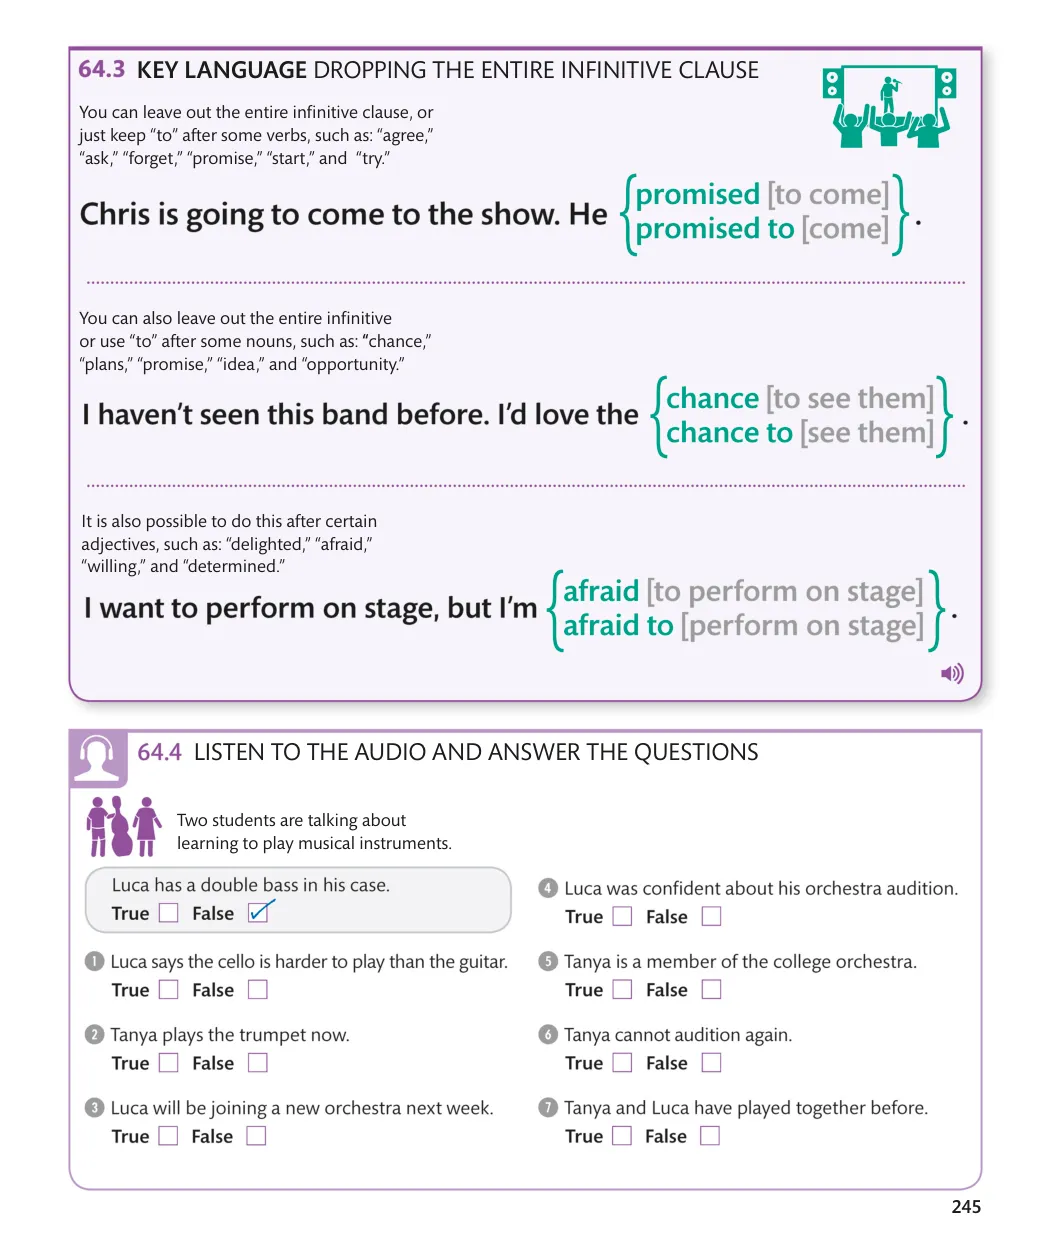 64.3 KEY LANGUAGE DROPPING THE ENTIRE INFINITIVE CLAUSE
You can leave out the entire infinitive clause, or
just keep “to” after some verbs, such as: “agree,”
“ask,” “forget,” “promise,” “start,” and “try.”
Chris is going to come to the show. He
promised [to come]
promised to [come]
.
You can also leave out the entire infinitive
or use “to” after some nouns, such as: “chance,”
“plans,” “promise,” “idea,” and “opportunity.”
I haven’t seen this band before. I’d love the
chance [to see them]
chance to [see them]
.
It is also possible to do this after certain
adjectives, such as: “delighted,” “afraid,”
“willing,” and “determined.”
I want to perform on stage, but I’m
afraid [to perform on stage]
afraid to [perform on stage]
.
64.4 LISTEN TO THE AUDIO AND ANSWER THE QUESTIONS
Two students are talking about
learning to play musical instruments.
Luca has a double bass in his case.
True False
1 Luca says the cello is harder to play than the guitar.
True False
2 Tanya plays the trumpet now.
True False
3 Luca will be joining a new orchestra next week.
True False
4 Luca was confident about his orchestra audition.
True False
5 Tanya is a member of the college orchestra.
True False
6 Tanya cannot audition again.
True False
7 Tanya and Luca have played together before.
True False
245